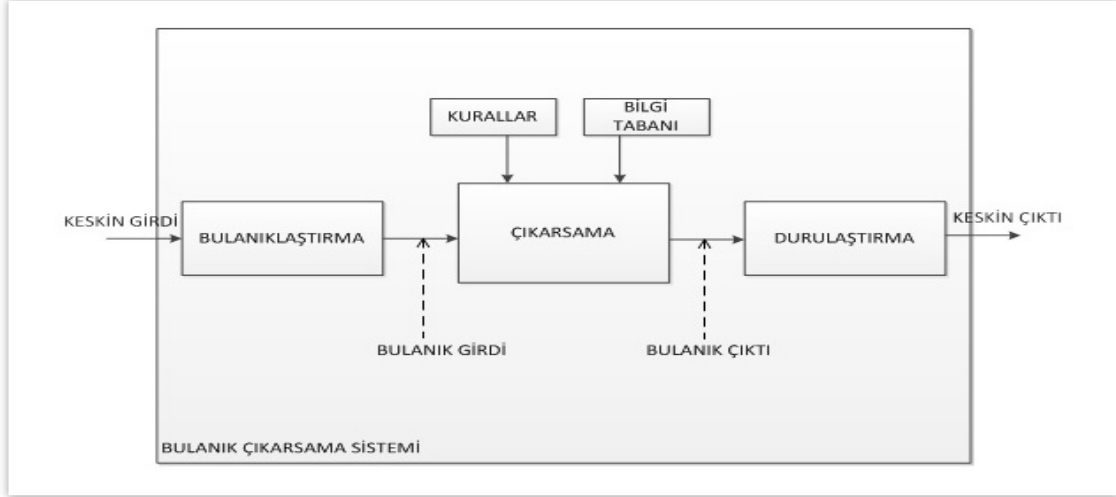 KURALLAR
BİLGİ
TABANI
KESKİN GİRDİ
BULANIKLAŞTIRMA
ÇIKARSAMA
DURULAŞTIRMA
KESKİN ÇIKTI
BULANIK GİRDİ
BULANIK ÇIKTI
BULANIK ÇIKARSAMA SİSTEMİ